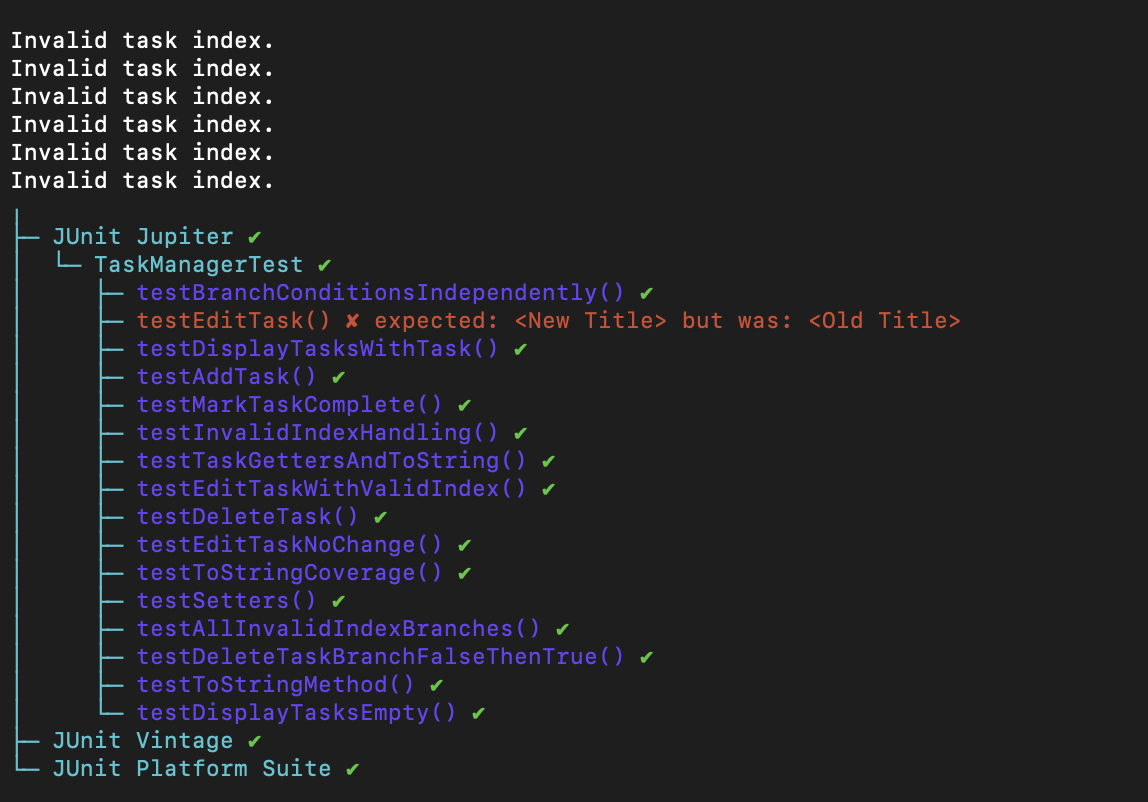 Invalid task index.
Invalid task index.
Invalid task index.
Invalid task index.
Invalid task index.
Invalid task index.
├─ JUnit Jupiter ✔
│  └─ TaskManagerTest ✔
│     ├─ testBranchConditionsIndependently() ✔
│     ├─ testEditTask() ✘ expected: <New Title> but was: <Old Title>
│     ├─ testDisplayTasksWithTask() ✔
│     ├─ testAddTask() ✔
│     ├─ testMarkTaskComplete() ✔
│     ├─ testInvalidIndexHandling() ✔
│     ├─ testTaskGettersAndToString() ✔
│     ├─ testEditTaskWithValidIndex() ✔
│     ├─ testDeleteTask() ✔
│     ├─ testEditTaskNoChange() ✔
│     ├─ testToStringCoverage() ✔
│     ├─ testSetters() ✔
│     ├─ testAllInvalidIndexBranches() ✔
│     ├─ testDeleteTaskBranchFalseThenTrue() ✔
│     ├─ testToStringMethod() ✔
│     └─ testDisplayTasksEmpty() ✔
├─ JUnit Vintage ✔
└─ JUnit Platform Suite ✔